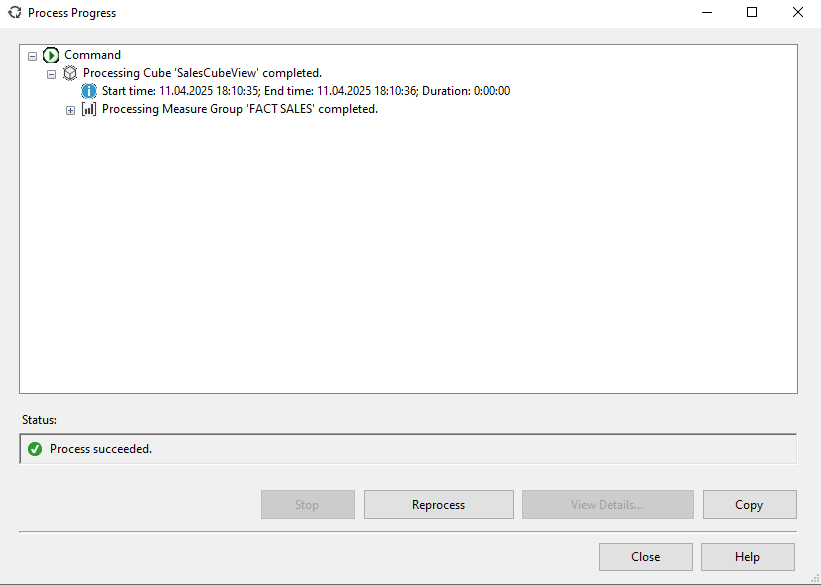 Process Progress
Command
Processing Cube 'SalesCubeView' completed.
Start time: 11.04.2025 18:10:35; End time: 11.04.2025 18:10:36; Duration: 0:00:00
Processing Measure Group 'FACT SALES' completed.
Status:
Process succeeded.
Stop Reprocess View Details... Copy
Close Help